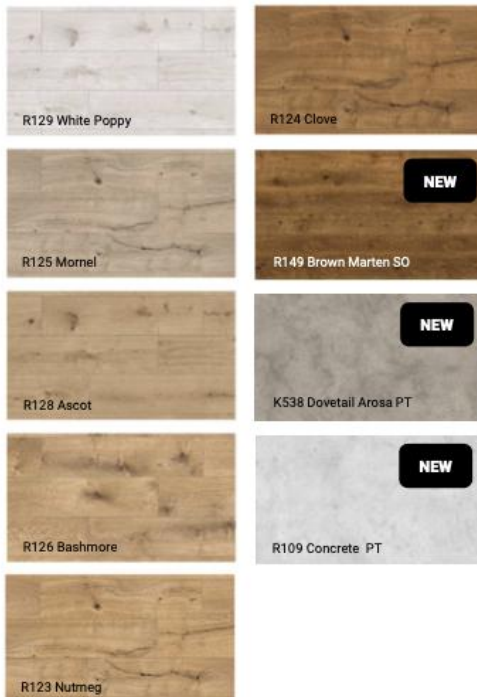 R129 White Poppy
R125 Mornel
R128 Ascot
R126 Bashmore
R123 Nutmeg
R124 Clove
NEW
R149 Brown Marten SO
NEW
K538 Dovetail Arosa PT
NEW
R109 Concrete  PT